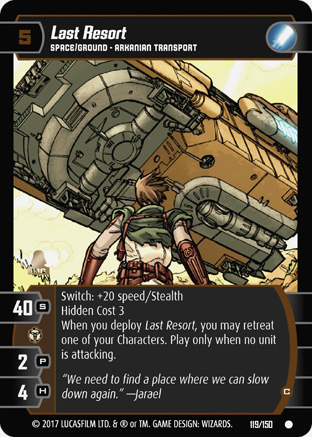 5
Last Resort
SPACE/GROUND - ARKANIAN TRANSPORT
40 S
2 P
4 H
Switch: +20 speed/Stealth
Hidden Cost 3
When you deploy Last Resort, you may retreat
one of your Characters. Play only when no unit
is attacking.
“We need to find a place where we can slow
down again.” —Jarael
C
© 2017 LUCASFILM LTD. & ® or TM. GAME DESIGN: WIZARDS.
119/150